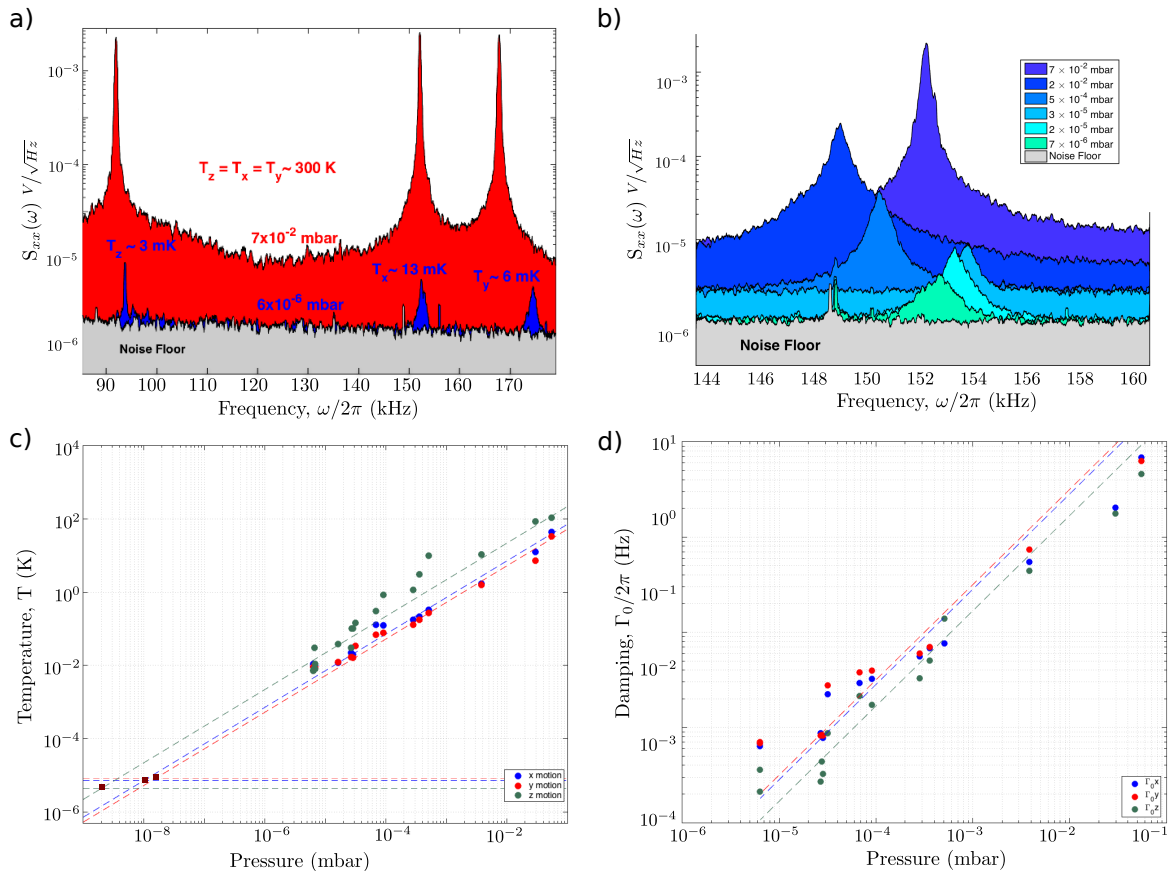 a)
S_xx(ω) V/√Hz
10^-3
10^-4
10^-5
10^-6
T_z = T_x = T_y ~ 300 K
7x10^-2 mbar
T_z ~ 3 mK
T_x ~ 13 mK
T_y ~ 6 mK
6x10^-6 mbar
Noise Floor
90 100 110 120 130 140 150 160 170
Frequency, ω/2π (kHz)
b)
S_xx(ω) V/√Hz
10^-3
10^-4
10^-5
10^-6
7 × 10^-2 mbar
2 × 10^-2 mbar
5 × 10^-4 mbar
3 × 10^-5 mbar
2 × 10^-5 mbar
7 × 10^-6 mbar
Noise Floor
Noise Floor
144 146 148 150 152 154 156 158 160
Frequency, ω/2π (kHz)
c)
Temperature, T (K)
10^4
10^2
10^0
10^-2
10^-4
10^-6
x motion
y motion
z motion
10^-8 10^-6 10^-4 10^-2
Pressure (mbar)
d)
Damping, Γ_0/2π (Hz)
10^1
10^0
10^-1
10^-2
10^-3
10^-4
Γ_0^x
Γ_0^y
Γ_0^z
10^-6 10^-5 10^-4 10^-3 10^-2 10^-1
Pressure (mbar)